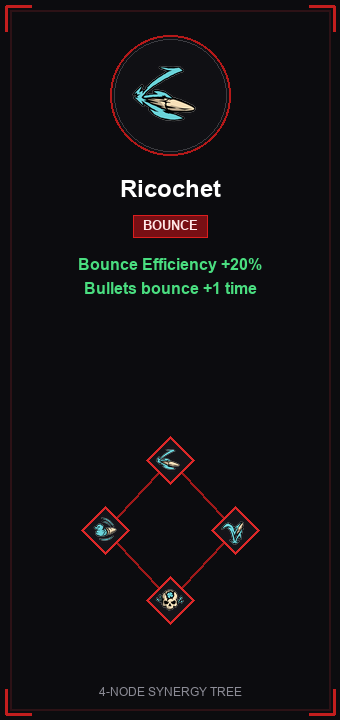 Ricochet
BOUNCE
Bounce Efficiency +20%
Bullets bounce +1 time
4-NODE SYNERGY TREE